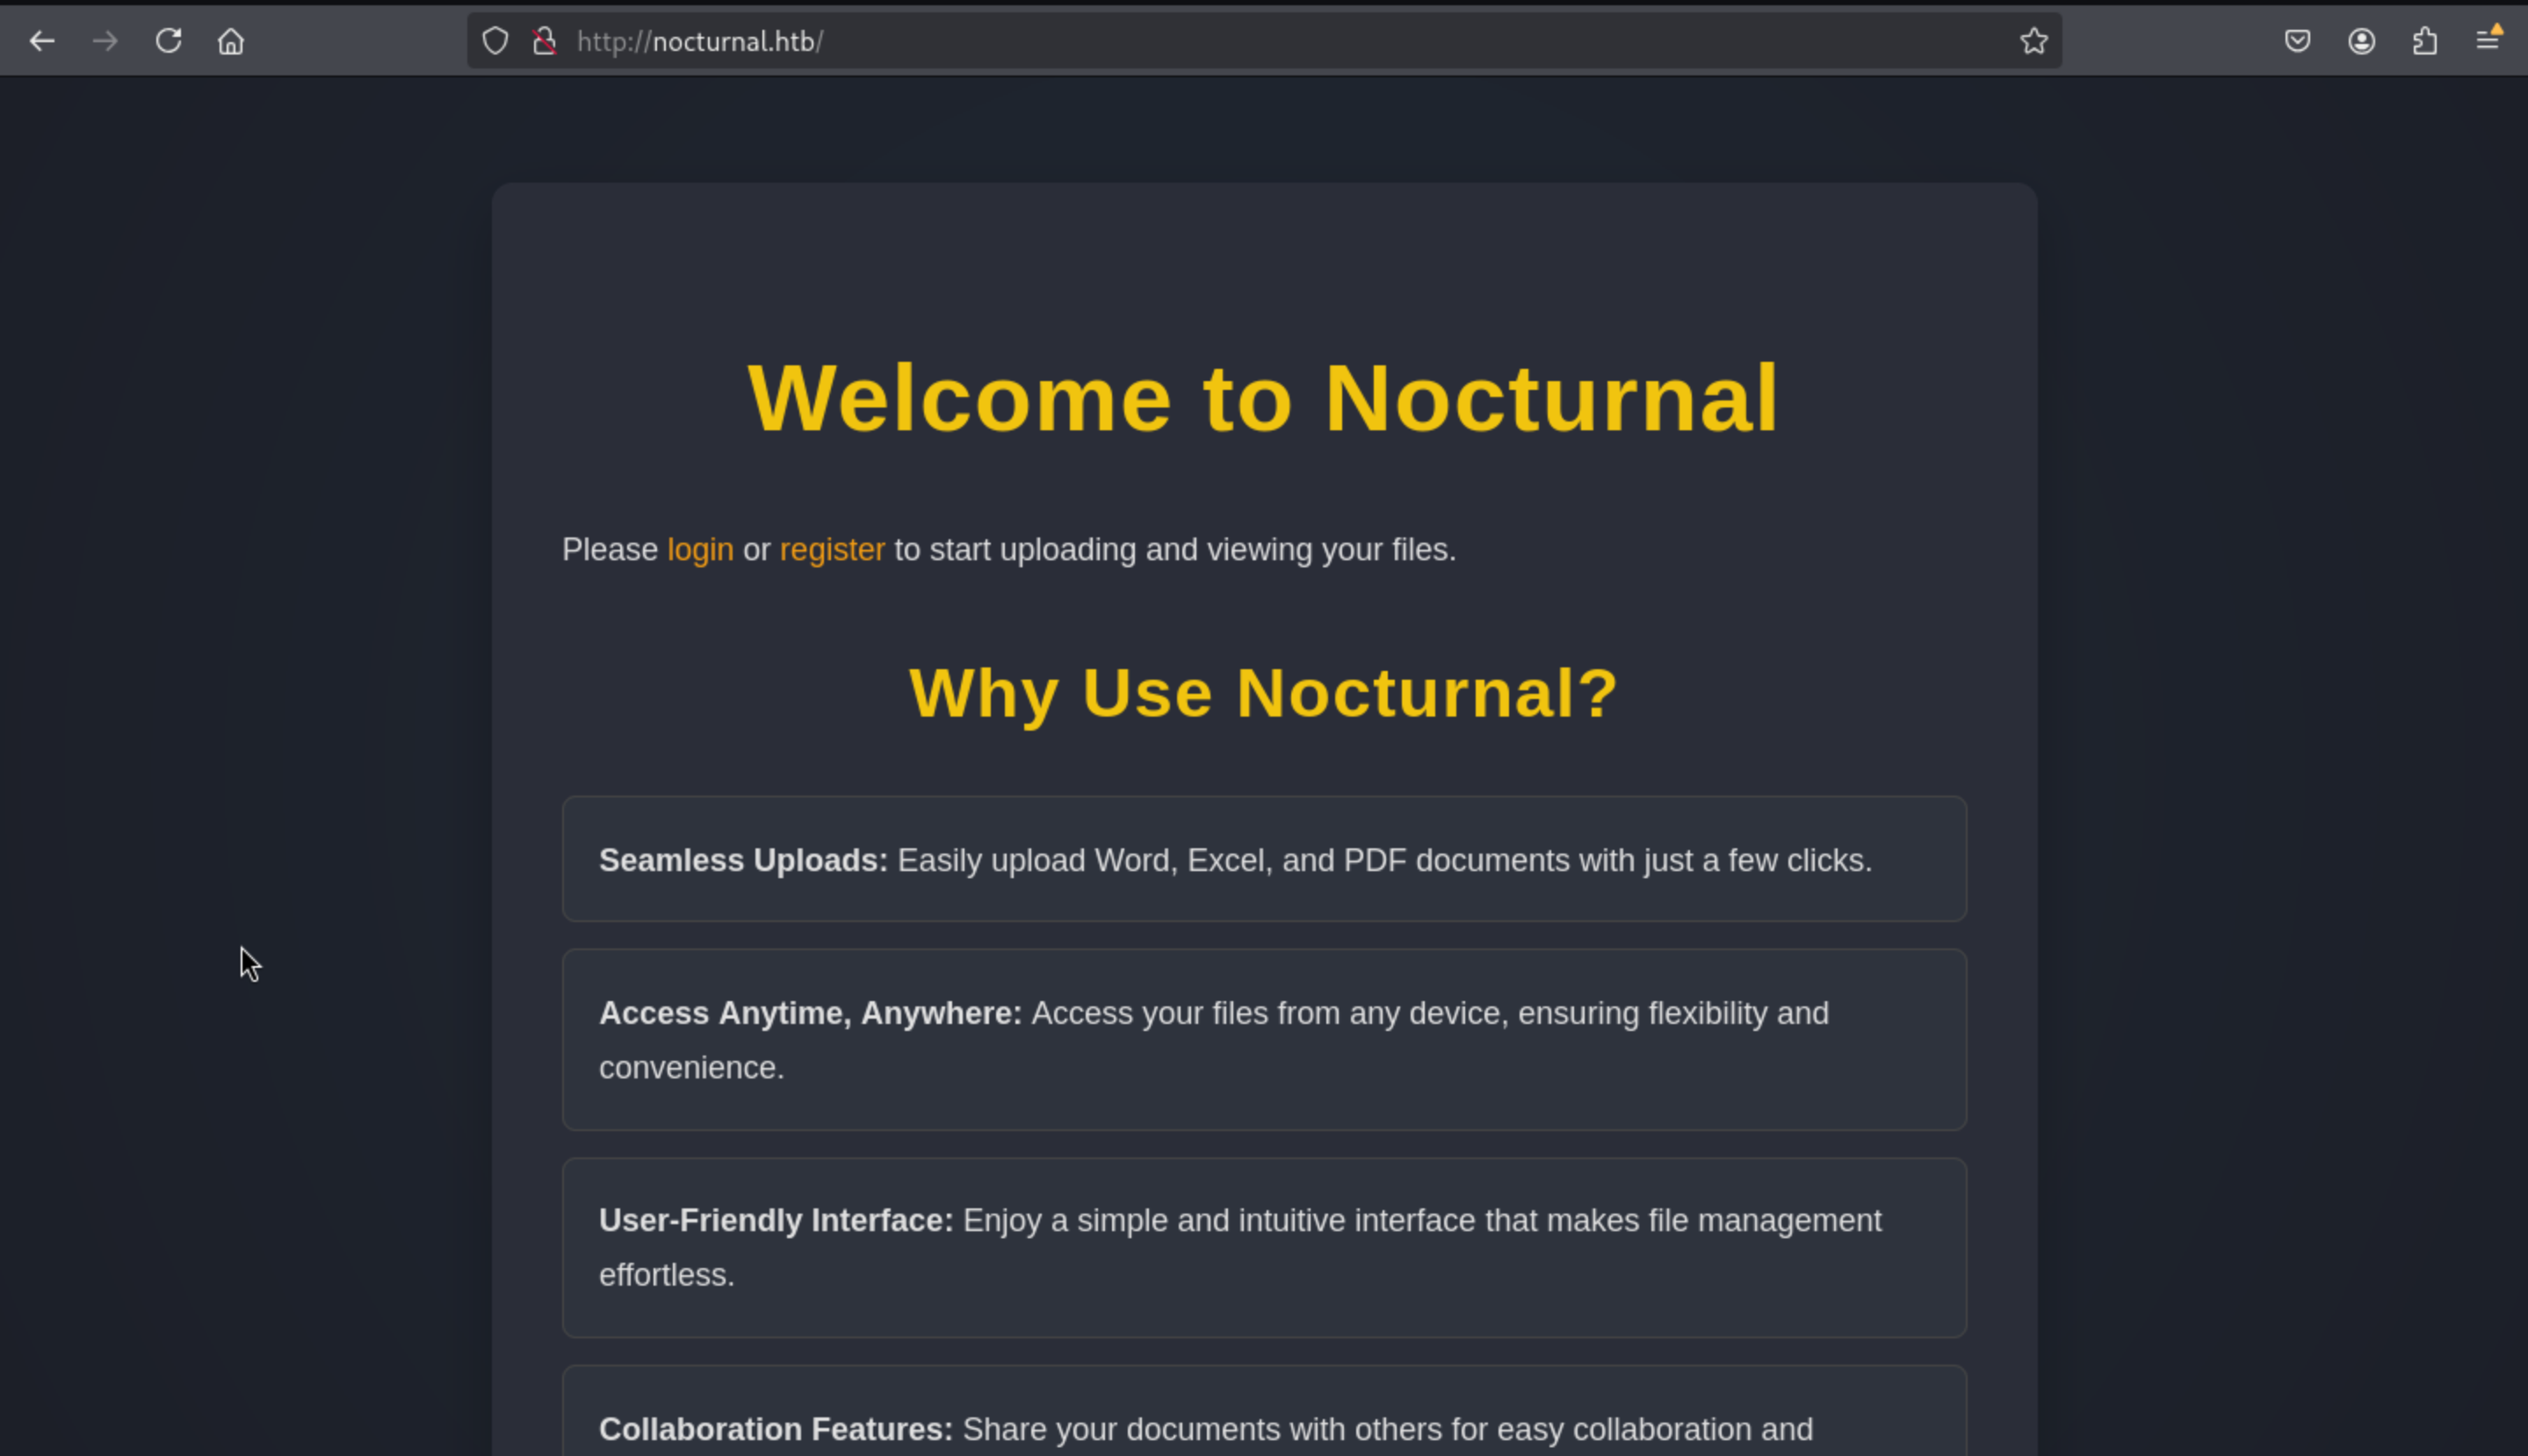 http://nocturnal.htb/
Welcome to Nocturnal
Please login or register to start uploading and viewing your files.
Why Use Nocturnal?
Seamless Uploads: Easily upload Word, Excel, and PDF documents with just a few clicks.
Access Anytime, Anywhere: Access your files from any device, ensuring flexibility and
convenience.
User-Friendly Interface: Enjoy a simple and intuitive interface that makes file management
effortless.
Collaboration Features: Share your documents with others for easy collaboration and